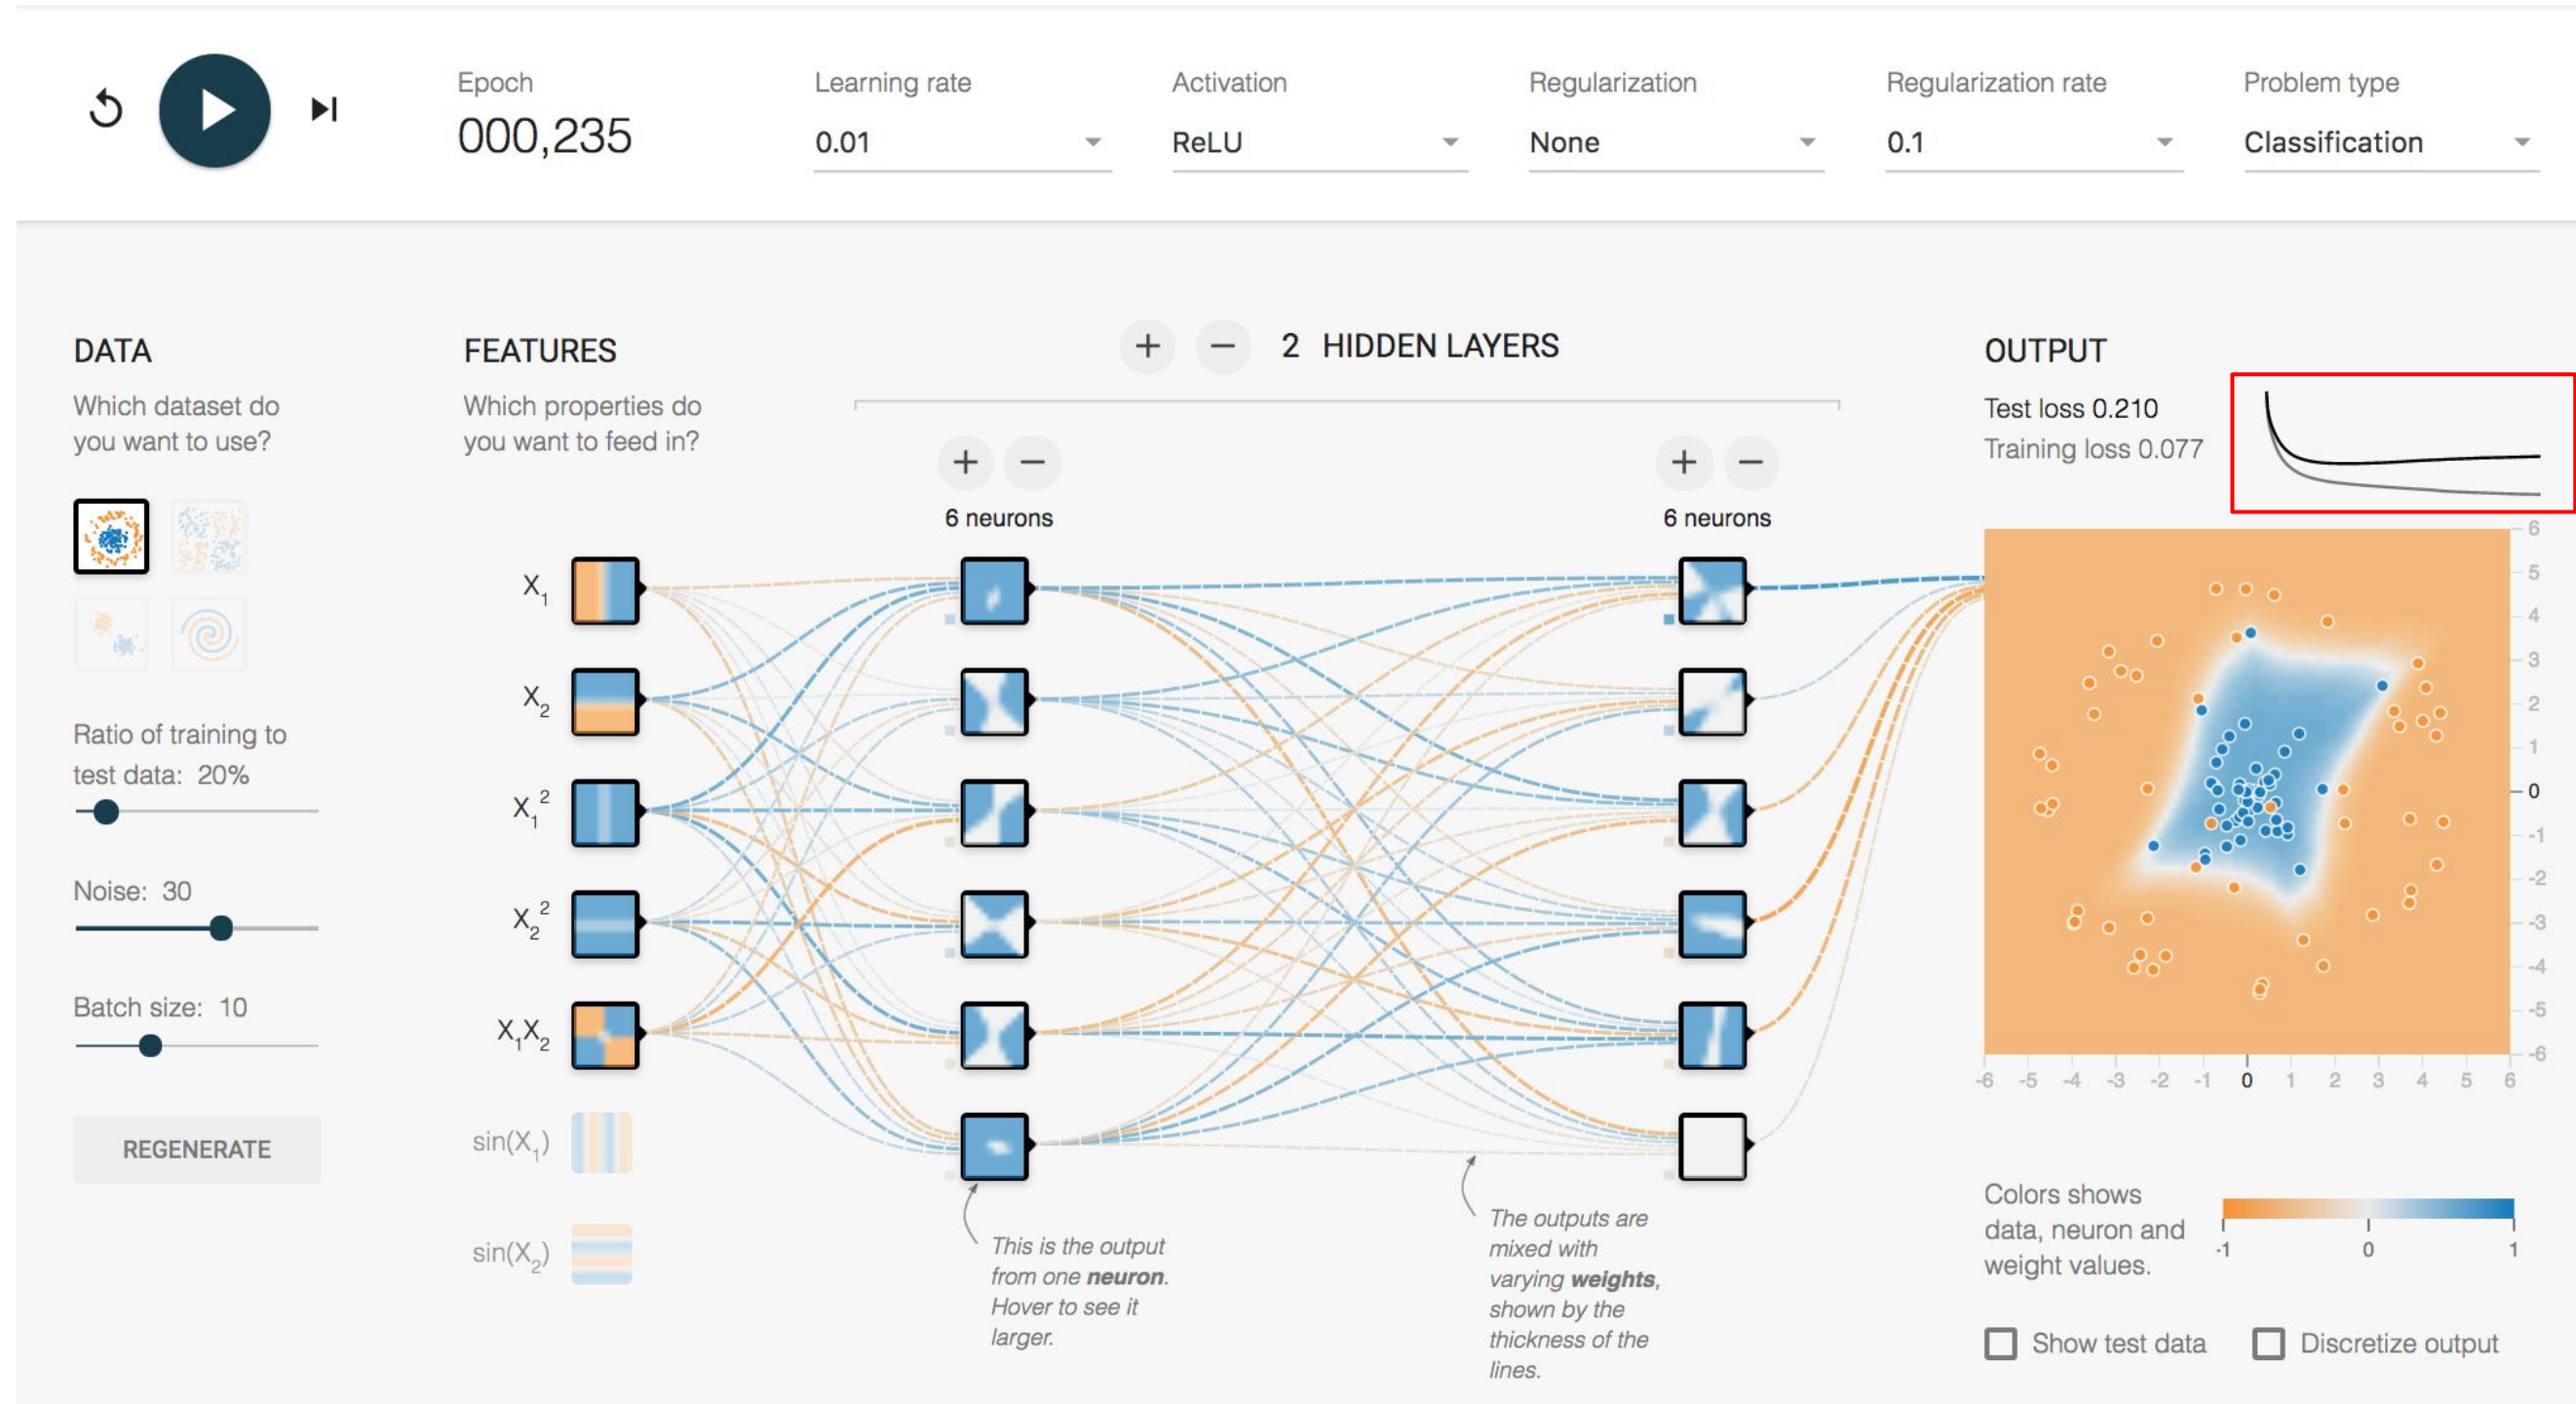 Epoch
000,235
Learning rate
0.01
Activation
ReLU
Regularization
None
Regularization rate
0.1
Problem type
Classification
DATA
Which dataset do
you want to use?
Ratio of training to
test data: 20%
Noise: 30
Batch size: 10
REGENERATE
FEATURES
Which properties do
you want to feed in?
X₁
X₂
X₁²
X₂²
X₁X₂
sin(X₁)
sin(X₂)
+ − 2 HIDDEN LAYERS
+ −
6 neurons
+ −
6 neurons
This is the output
from one neuron.
Hover to see it
larger.
The outputs are
mixed with
varying weights,
shown by the
thickness of the
lines.
OUTPUT
Test loss 0.210
Training loss 0.077
6
5
4
3
2
1
0
-1
-2
-3
-4
-5
-6
-6 -5 -4 -3 -2 -1 0 1 2 3 4 5 6
Colors shows
data, neuron and
weight values.
-1 0 1
Show test data
Discretize output